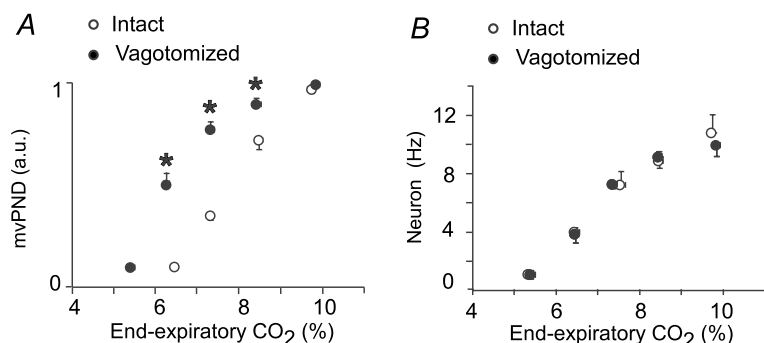 A
Intact
Vagotomized
mvPND (a.u.)
1
0
4 6 8 10
End-expiratory CO2 (%)
B
Intact
Vagotomized
Neuron (Hz)
12
8
4
0
4 6 8 10
End-expiratory CO2 (%)